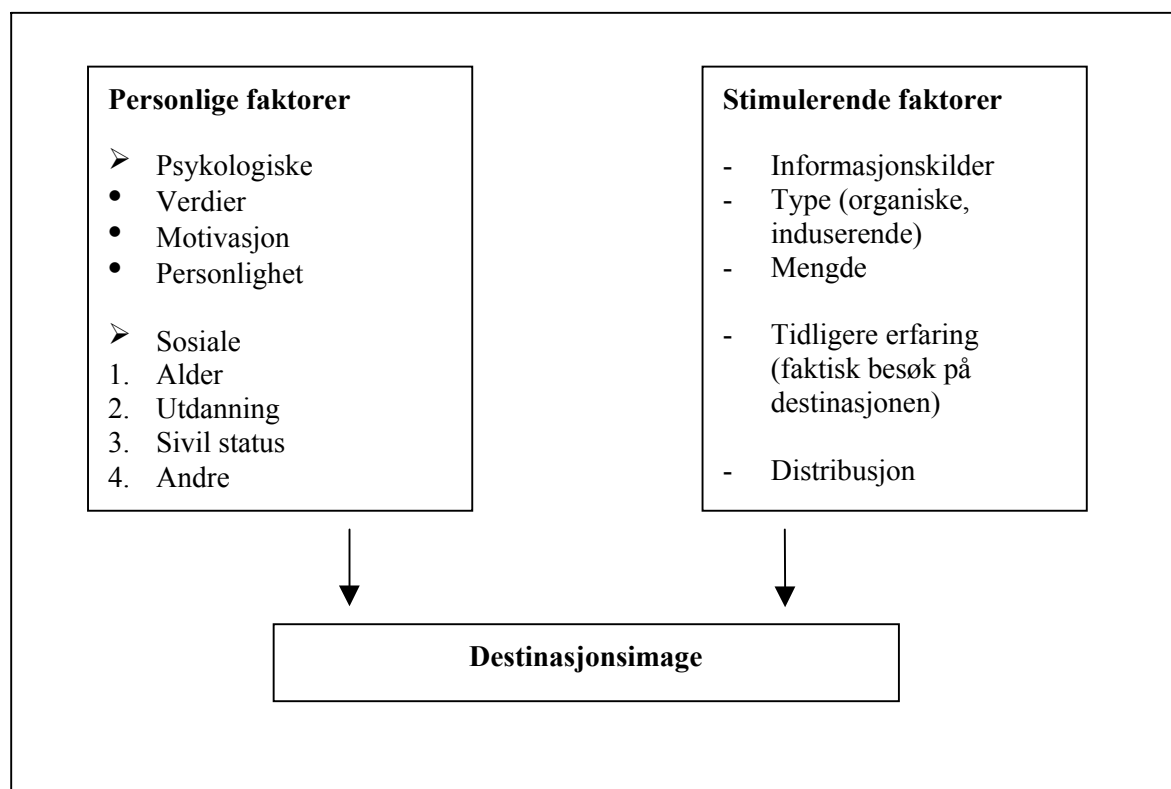 Personlige faktorer
➢ Psykologiske
• Verdier
• Motivasjon
• Personlighet
➢ Sosiale
1. Alder
2. Utdanning
3. Sivil status
4. Andre
Stimulerende faktorer
- Informasjonskilder
- Type (organiske,
induserende)
- Mengde
- Tidligere erfaring
(faktisk besøk på
destinasjonen)
- Distribusjon
Destinasjonsimage